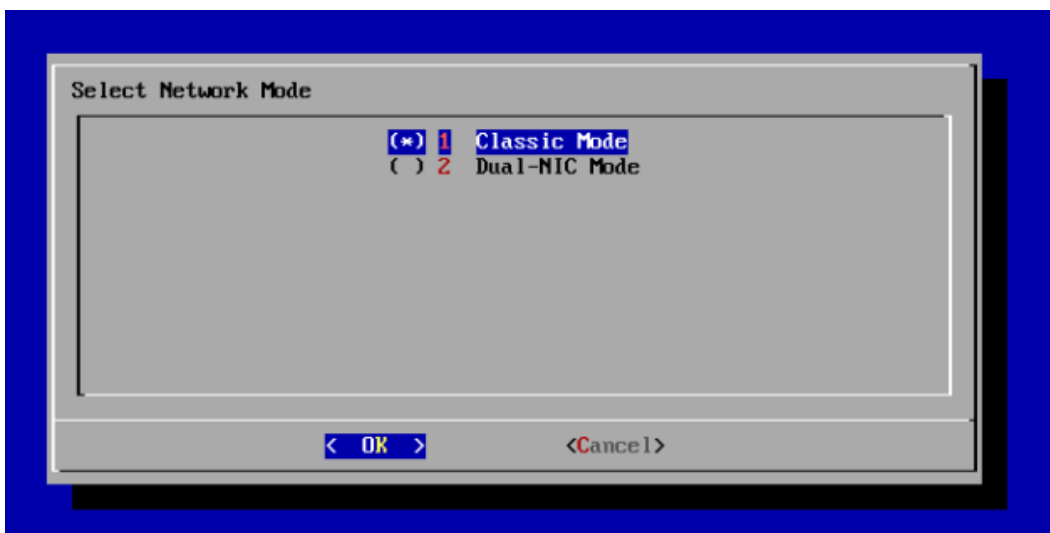 Select Network Mode
(*) 1 Classic Mode
( ) 2 Dual-NIC Mode
< OK > <Cancel>